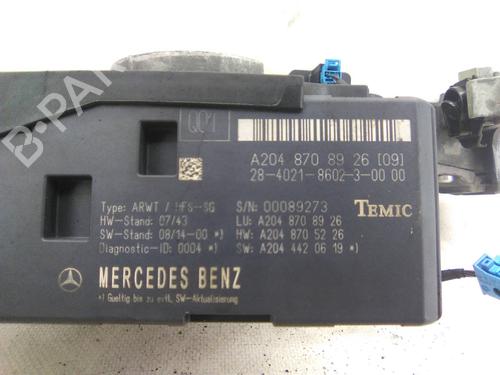 B-PARTS
Q01
A204 870 89 26 [09]
28-4021-8602-3-00 00
Type: ARWT / HFS-SG
HW-Stand: 07/43
SW-Stand: 08/14-00 *)
Diagnostic-ID: 0004 *)
S/N: 00089273
LU: A204 870 89 26
HW: A204 870 52 26
SW: A204 442 06 19 *)
TEMIC
MERCEDES BENZ
*) Gueltig bis zu evtl. SW-Aktualisierung